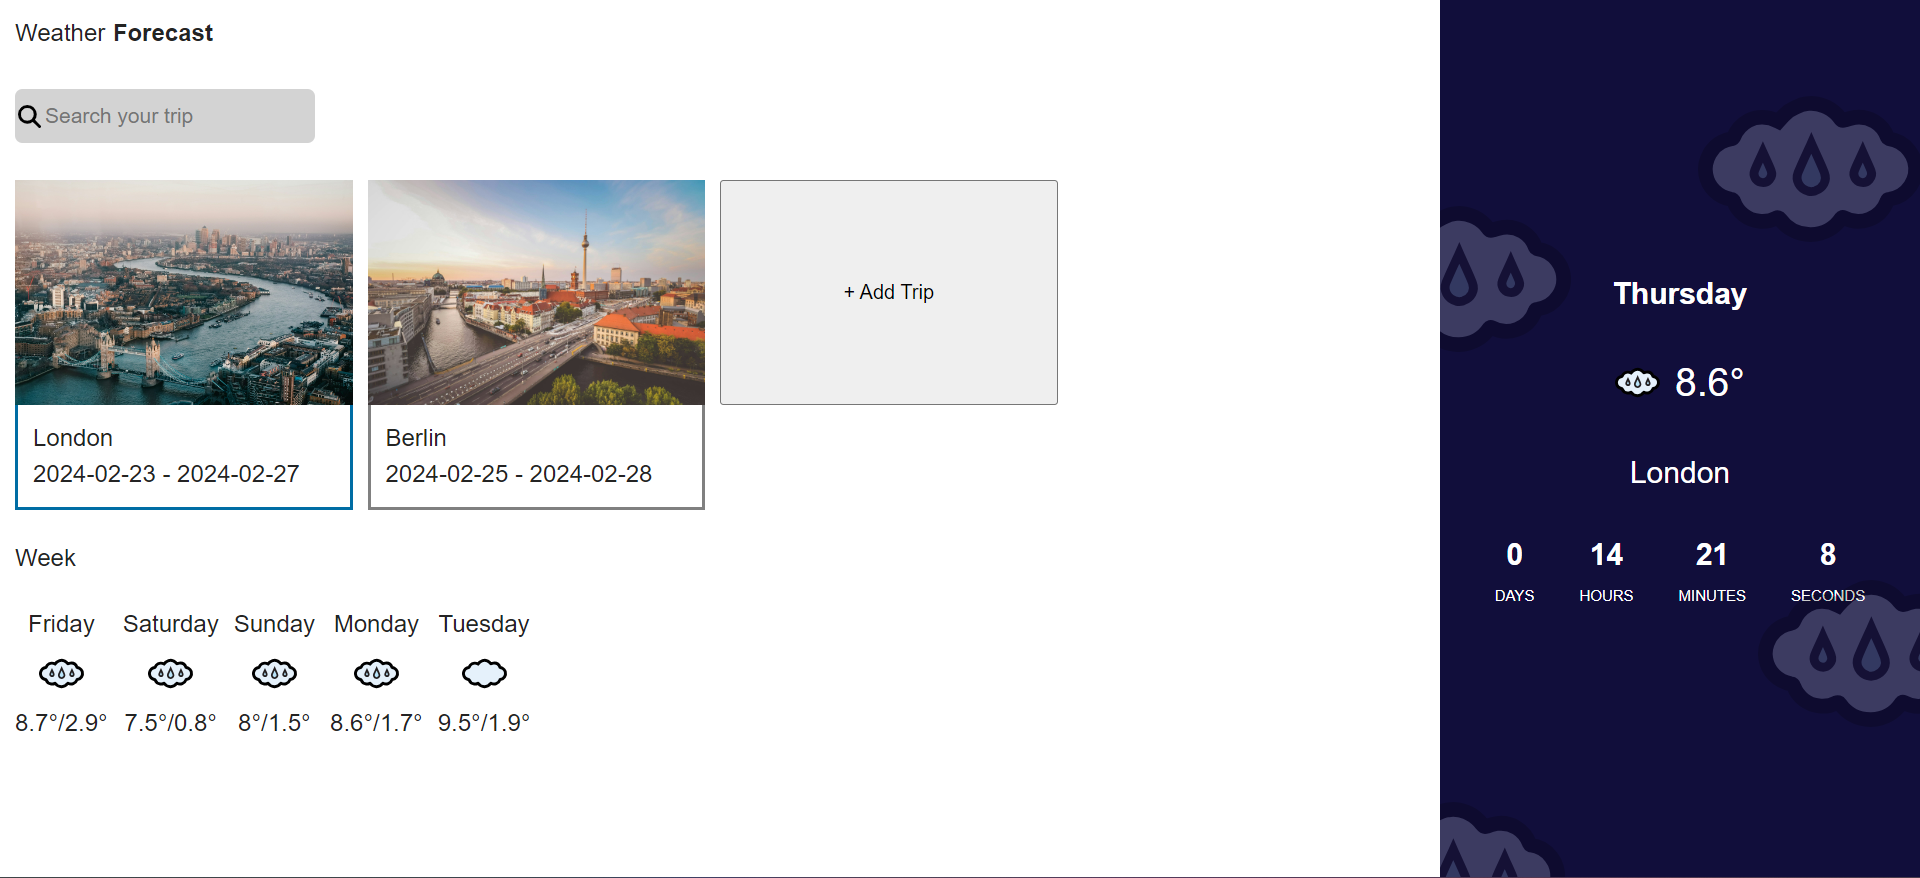 Weather Forecast
Search your trip
+ Add Trip
London
2024-02-23 - 2024-02-27
Berlin
2024-02-25 - 2024-02-28
Week
Friday Saturday Sunday Monday Tuesday
8.7°/2.9° 7.5°/0.8° 8°/1.5° 8.6°/1.7° 9.5°/1.9°
Thursday
8.6°
London
0 14 21 8
DAYS HOURS MINUTES SECONDS